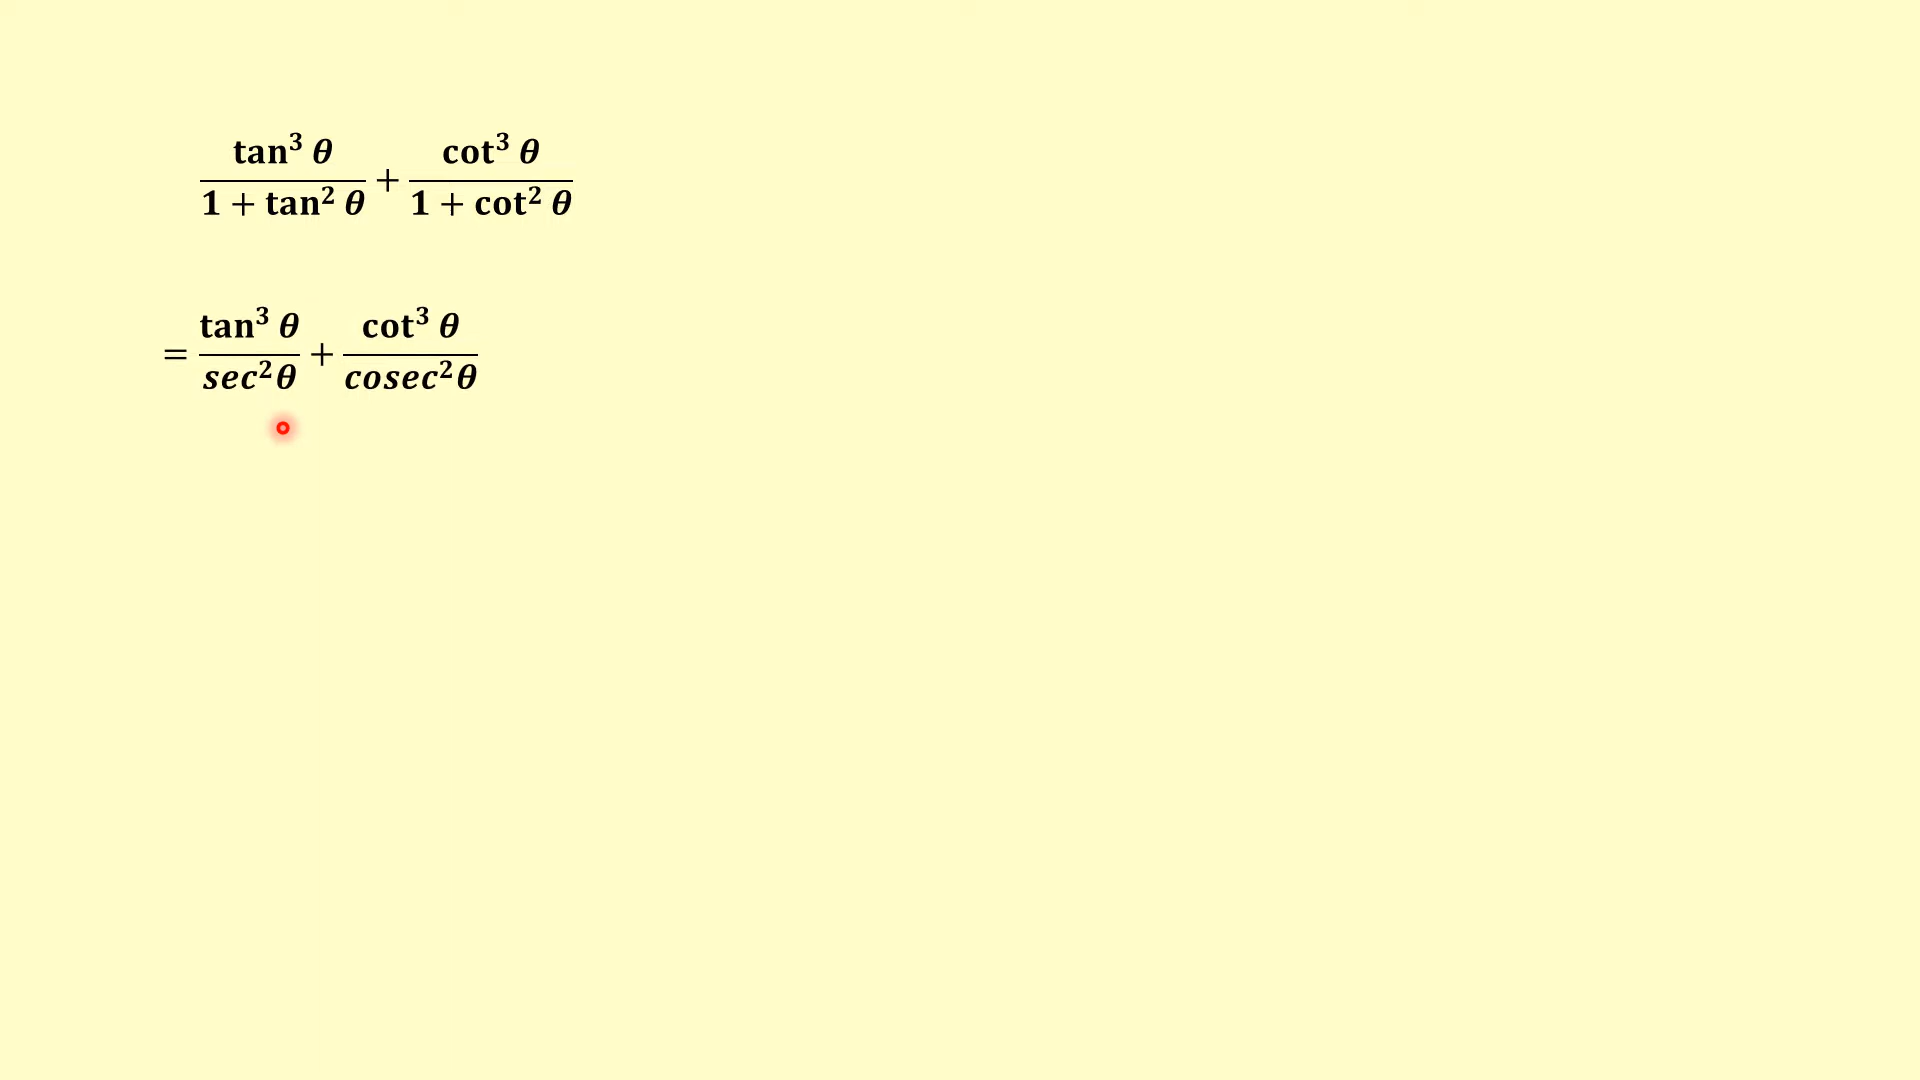 tan³ θ / 1 + tan² θ + cot³ θ / 1 + cot² θ
= tan³ θ / sec²θ + cot³ θ / cosec²θ